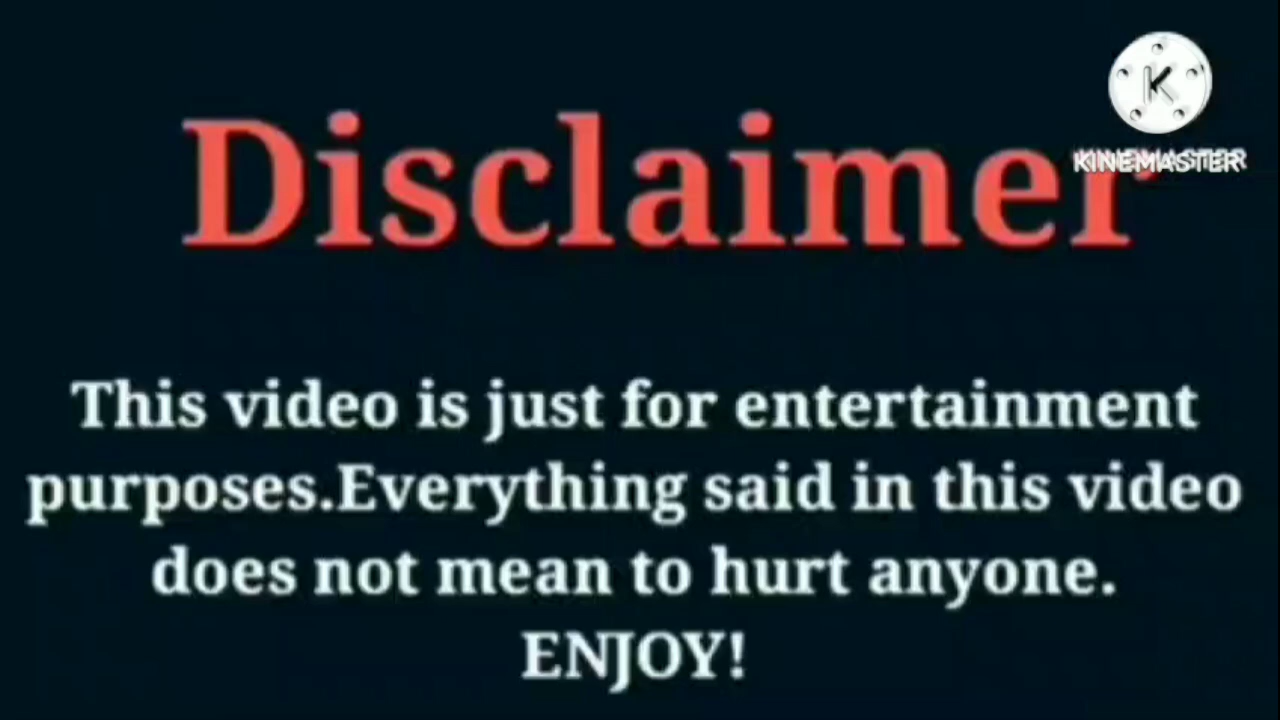 K
KINEMASTER
Disclaimer
This video is just for entertainment
purposes.Everything said in this video
does not mean to hurt anyone.
ENJOY!